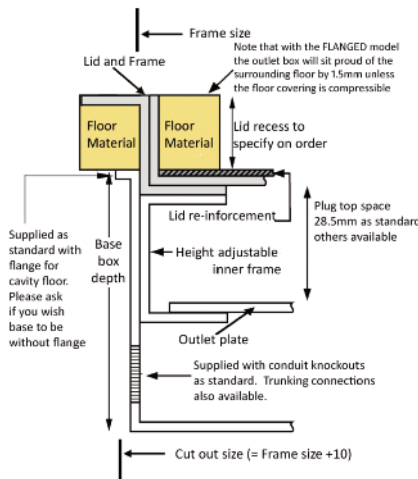 Frame size
Note that with the FLANGED model
the outlet box will sit proud of the
surrounding floor by 1.5mm unless
the floor covering is compressible
Lid and Frame
Floor
Material
Floor
Material
Lid recess to
specify on order
Supplied as
standard with
flange for
cavity floor.
Please ask
if you wish
base to be
without flange
Base
box
depth
Lid re-inforcement
Plug top space
28.5mm as standard
others available
Height adjustable
inner frame
Outlet plate
Supplied with conduit knockouts
as standard. Trunking connections
also available.
Cut out size (= Frame size +10)